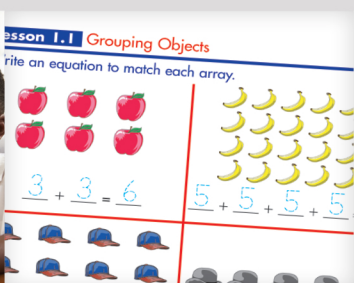 esson 1.1 Grouping Objects
rite an equation to match each array.
3 + 3 = 6
5 + 5 + 5 + 5